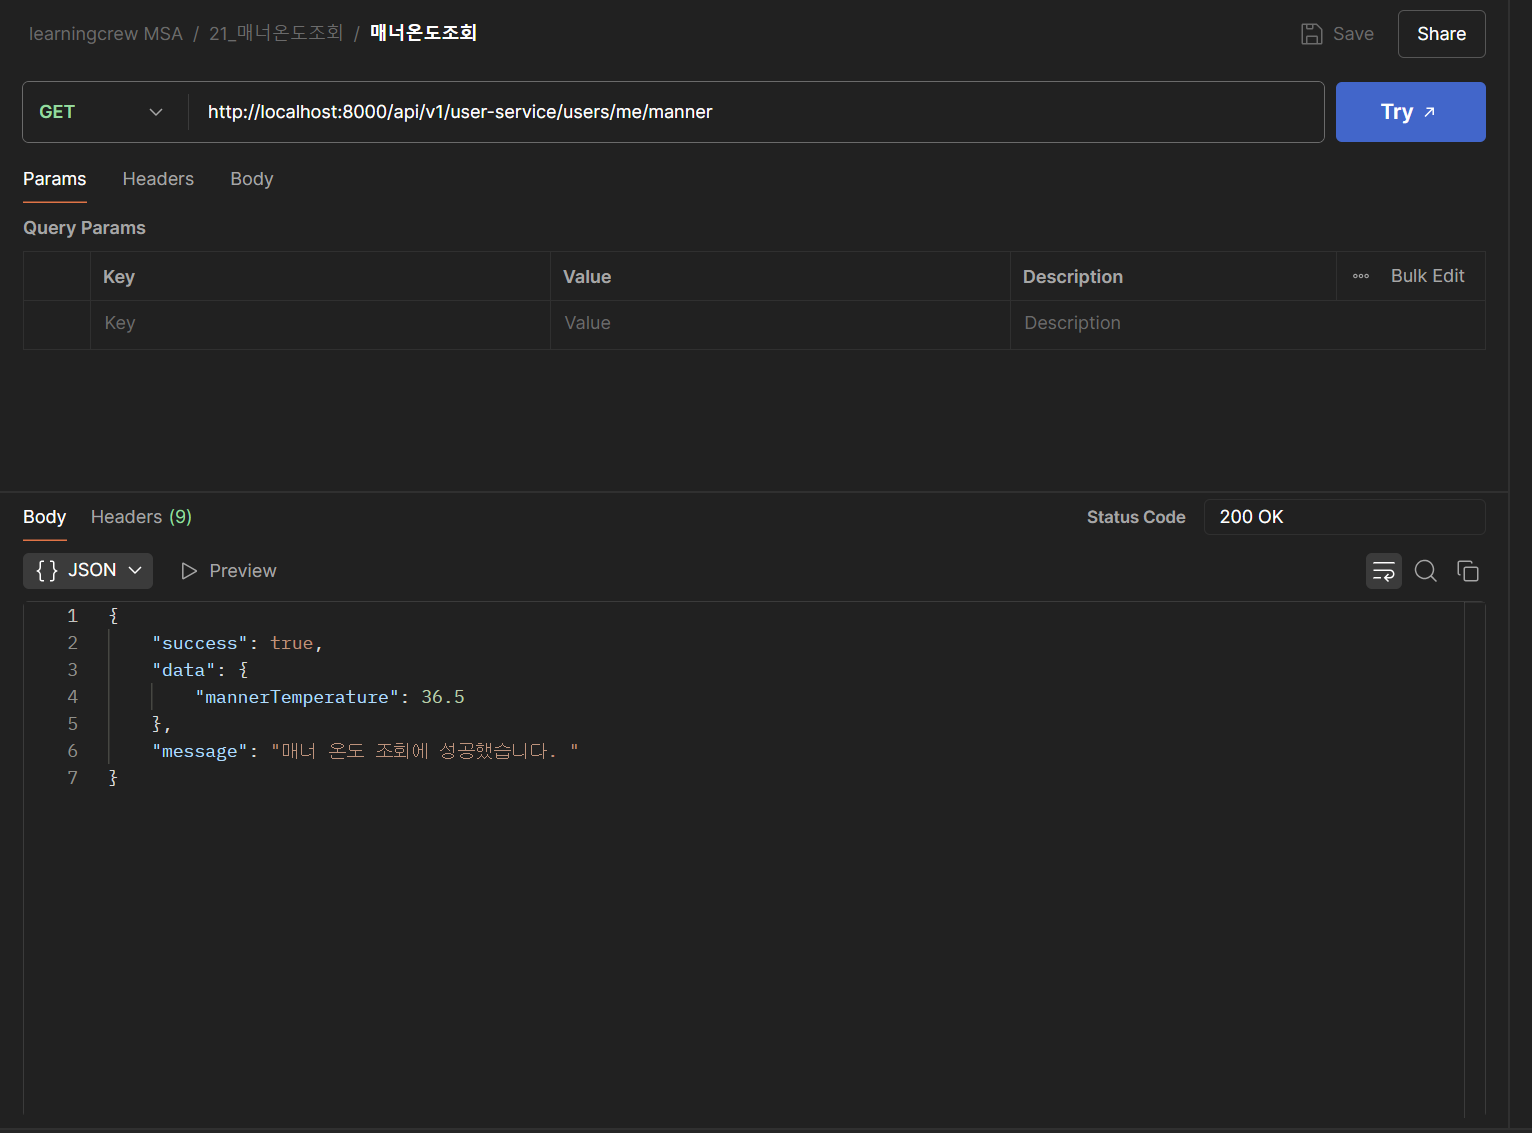 learningcrew MSA / 21_매너온도조회 / 매너온도조회
Save
Share
GET
http://localhost:8000/api/v1/user-service/users/me/manner
Try
Params
Headers
Body
Query Params
Key
Value
Description
Bulk Edit
Key
Value
Description
Body
Headers (9)
Status Code
200 OK
{} JSON
Preview
1 {
2 "success": true,
3 "data": {
4 "mannerTemperature": 36.5
5 },
6 "message": "매너 온도 조회에 성공했습니다. "
7 }